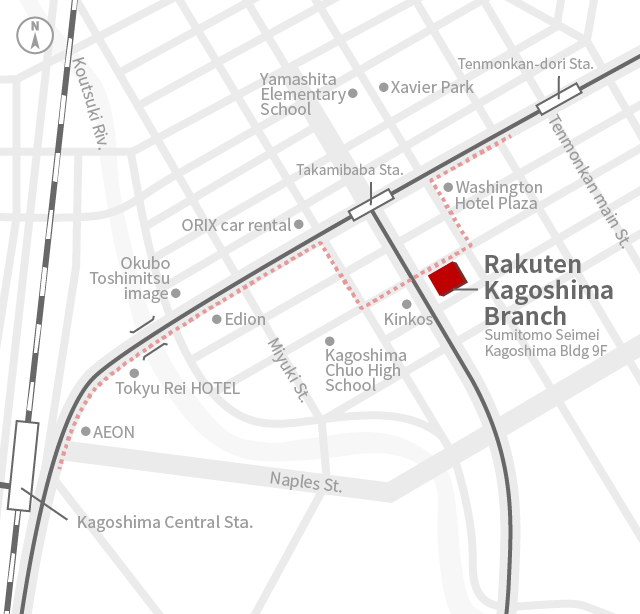 N
Koutsuki Riv.
Tenmonkan-dori Sta.
Yamashita
Elementary
School
Xavier Park
Tenmonkan main St.
Takamibaba Sta.
Washington
Hotel Plaza
ORIX car rental
Okubo
Toshimitsu
image
Rakuten
Kagoshima
Branch
Sumitomo Seimei
Kagoshima Bldg 9F
Edion
Kinkos
Miyuki St.
Kagoshima
Chuo High
School
Tokyu Rei HOTEL
AEON
Naples St.
Kagoshima Central Sta.